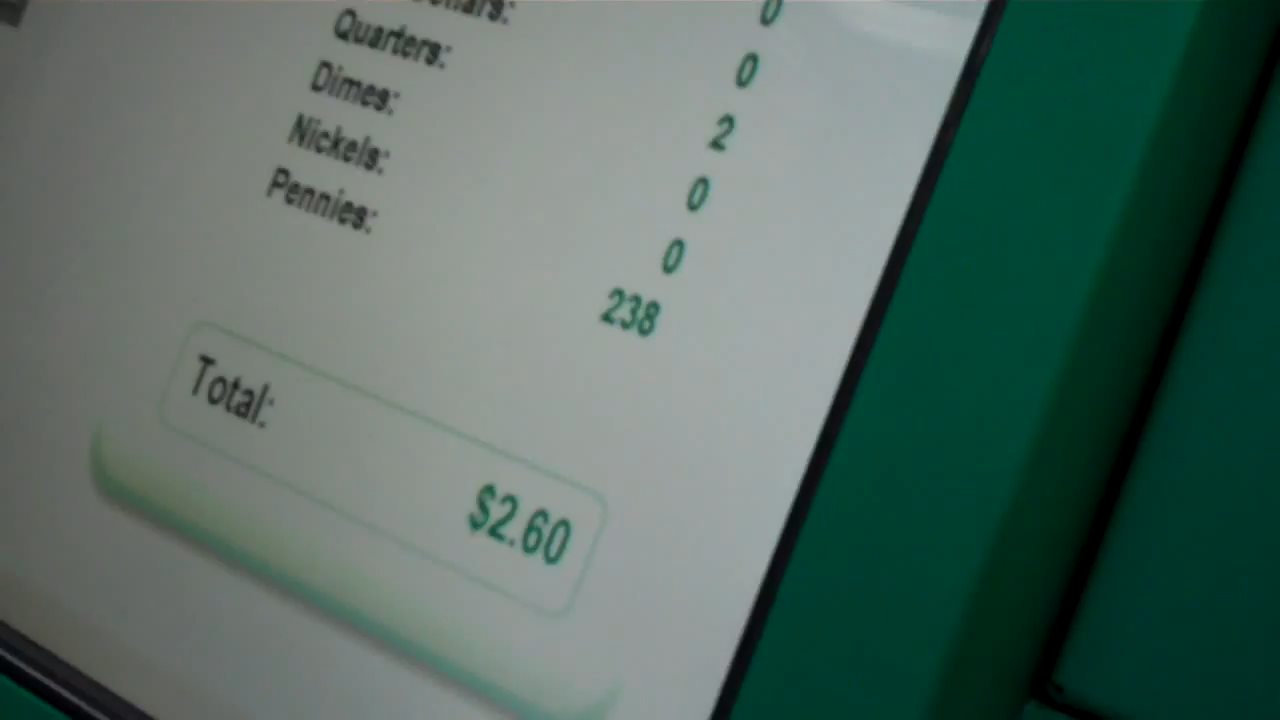 0
0
Quarters: 2
Dimes: 0
Nickels: 0
Pennies: 238
Total: $2.60